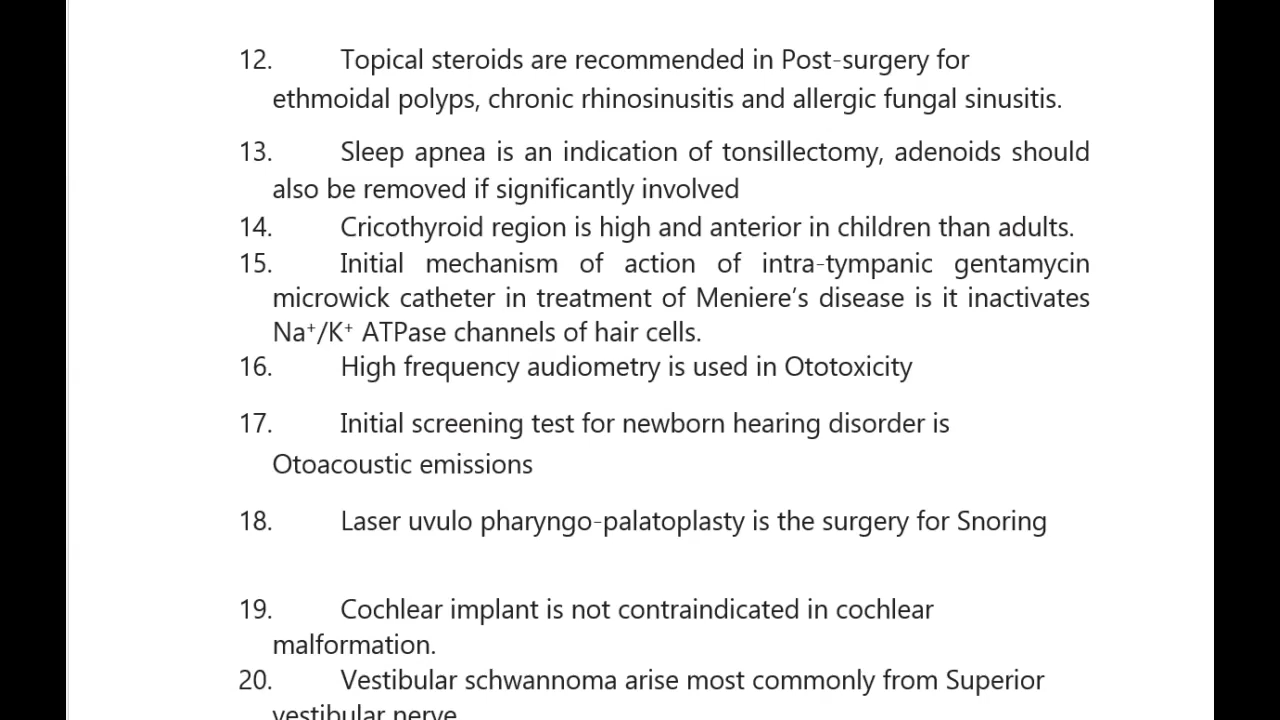 12. Topical steroids are recommended in Post-surgery for
ethmoidal polyps, chronic rhinosinusitis and allergic fungal sinusitis.
13. Sleep apnea is an indication of tonsillectomy, adenoids should
also be removed if significantly involved
14. Cricothyroid region is high and anterior in children than adults.
15. Initial mechanism of action of intra-tympanic gentamycin
microwick catheter in treatment of Meniere’s disease is it inactivates
Na⁺/K⁺ ATPase channels of hair cells.
16. High frequency audiometry is used in Ototoxicity
17. Initial screening test for newborn hearing disorder is
Otoacoustic emissions
18. Laser uvulo pharyngo-palatoplasty is the surgery for Snoring
19. Cochlear implant is not contraindicated in cochlear
malformation.
20. Vestibular schwannoma arise most commonly from Superior
vestibular nerve